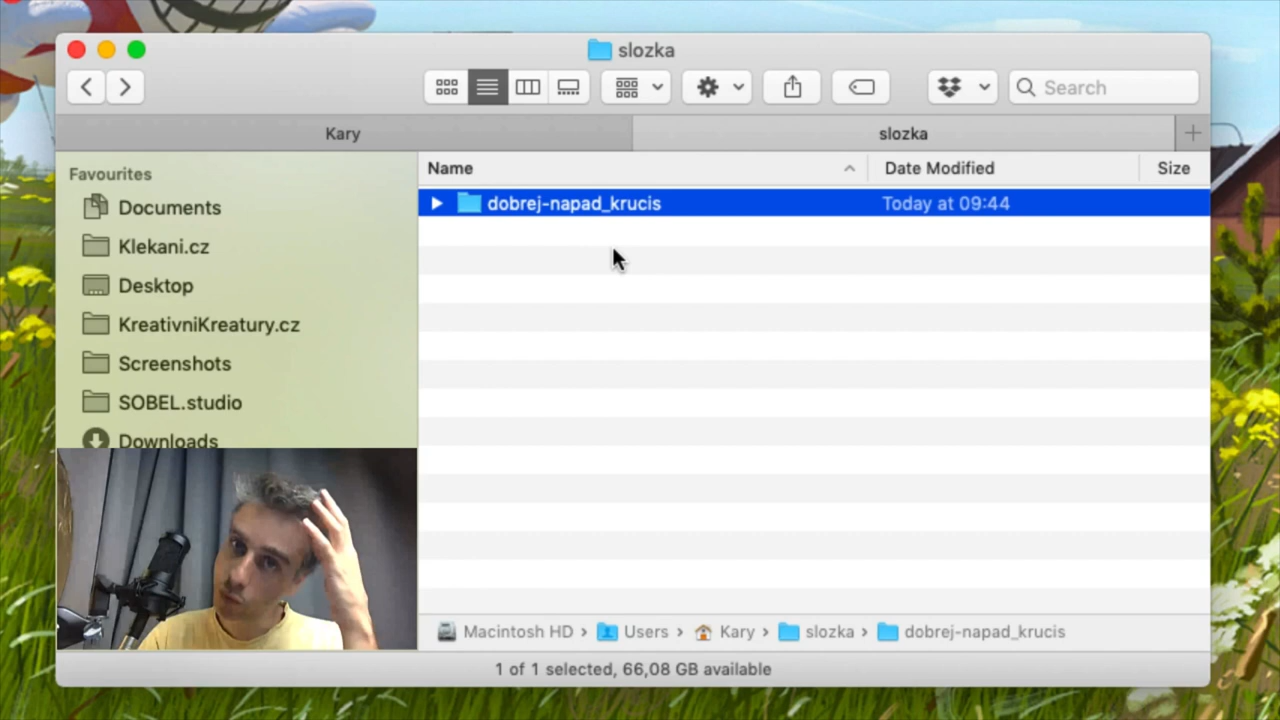 slozka
Search
Kary
slozka
Favourites
Documents
Klekani.cz
Desktop
KreativniKreatury.cz
Screenshots
SOBEL.studio
Downloads
Name
Date Modified
Size
dobrej-napad_krucis
Today at 09:44
Macintosh HD › Users › Kary › slozka › dobrej-napad_krucis
1 of 1 selected, 66,08 GB available